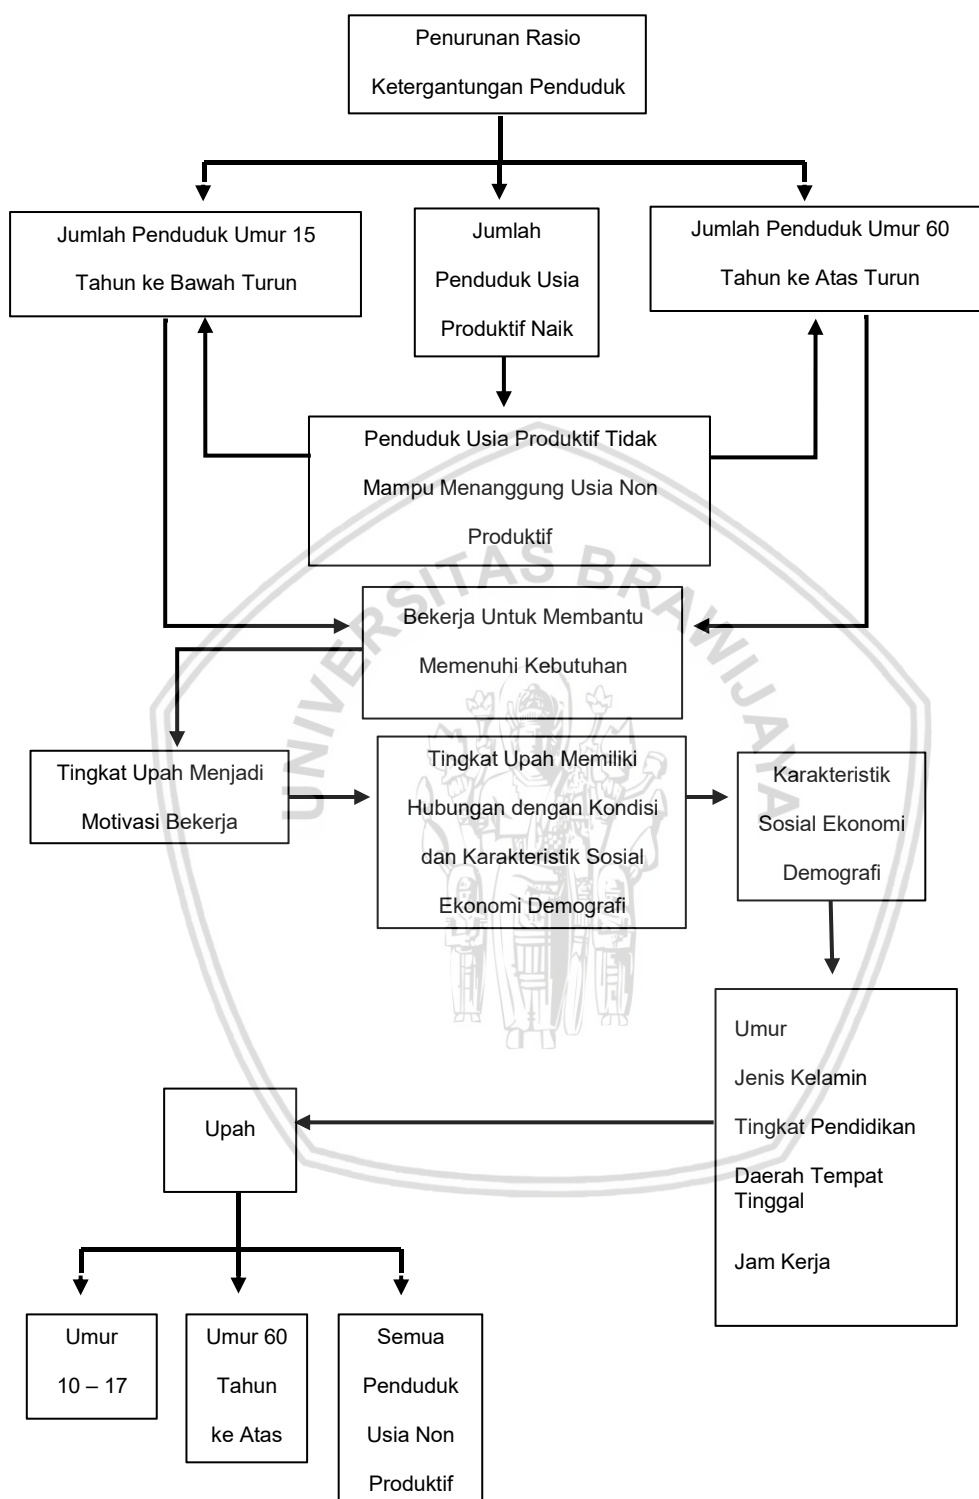 Penurunan Rasio
Ketergantungan Penduduk
Jumlah Penduduk Umur 15
Tahun ke Bawah Turun
Jumlah
Penduduk Usia
Produktif Naik
Jumlah Penduduk Umur 60
Tahun ke Atas Turun
Penduduk Usia Produktif Tidak
Mampu Menanggung Usia Non
Produktif
UNIVERSITAS BRAWIJAYA
Bekerja Untuk Membantu
Memenuhi Kebutuhan
Tingkat Upah Menjadi
Motivasi Bekerja
Tingkat Upah Memiliki
Hubungan dengan Kondisi
dan Karakteristik Sosial
Ekonomi Demografi
Karakteristik
Sosial Ekonomi
Demografi
Umur
Jenis Kelamin
Tingkat Pendidikan
Daerah Tempat
Tinggal
Jam Kerja
Upah
Umur
10 – 17
Umur 60
Tahun
ke Atas
Semua
Penduduk
Usia Non
Produktif